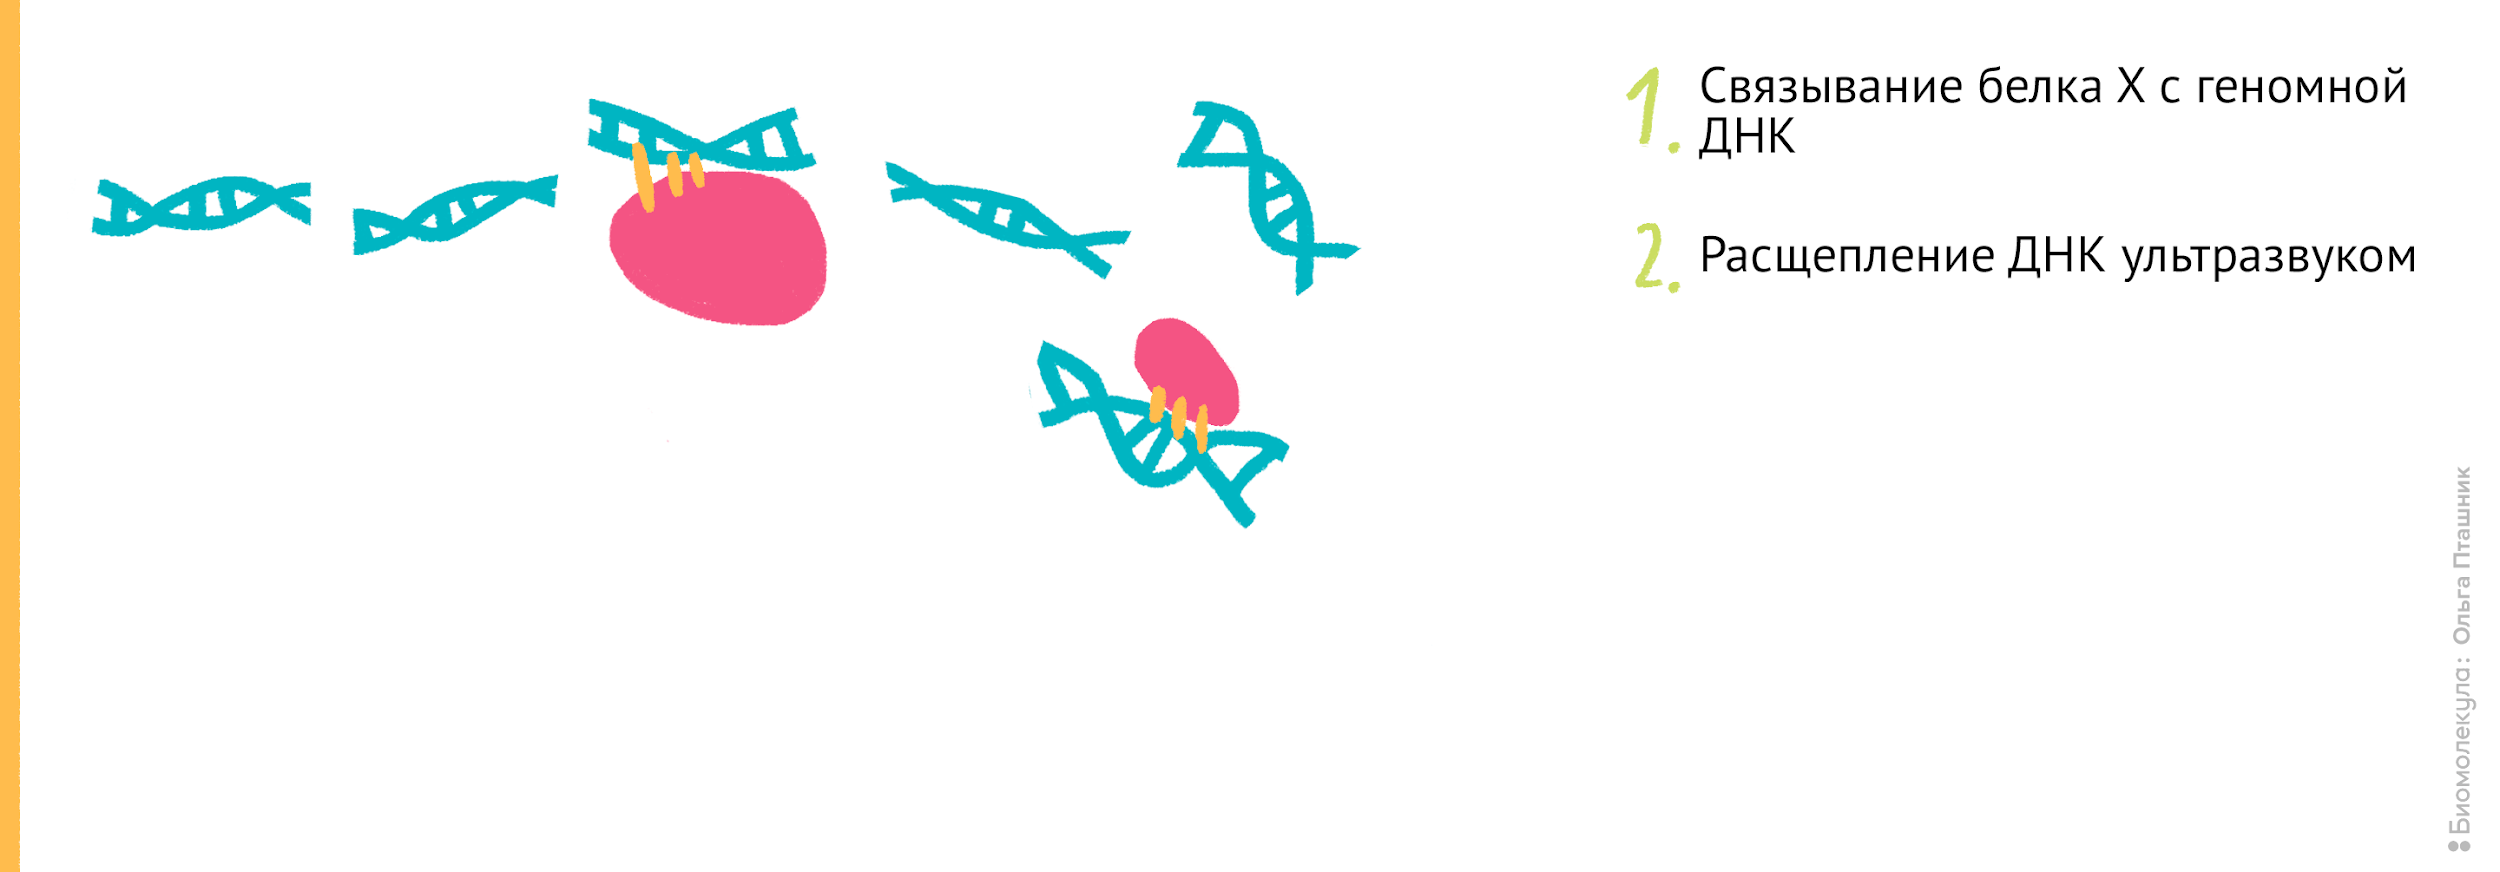 1. Связывание белка X с геномной
ДНК
2. Расщепление ДНК ультразвуком
Биомолекула: Ольга Пташник